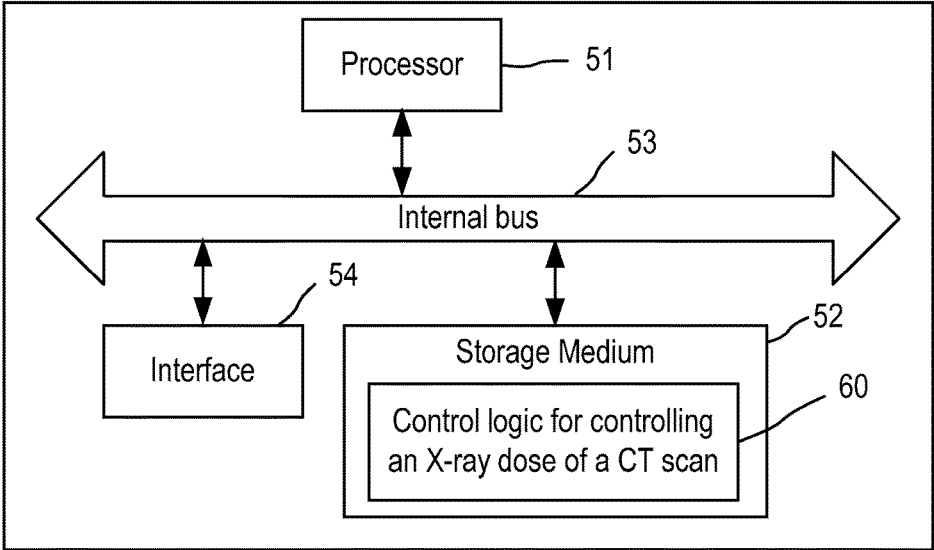 Processor
51
53
Internal bus
54
Interface
52
Storage Medium
60
Control logic for controlling
an X-ray dose of a CT scan